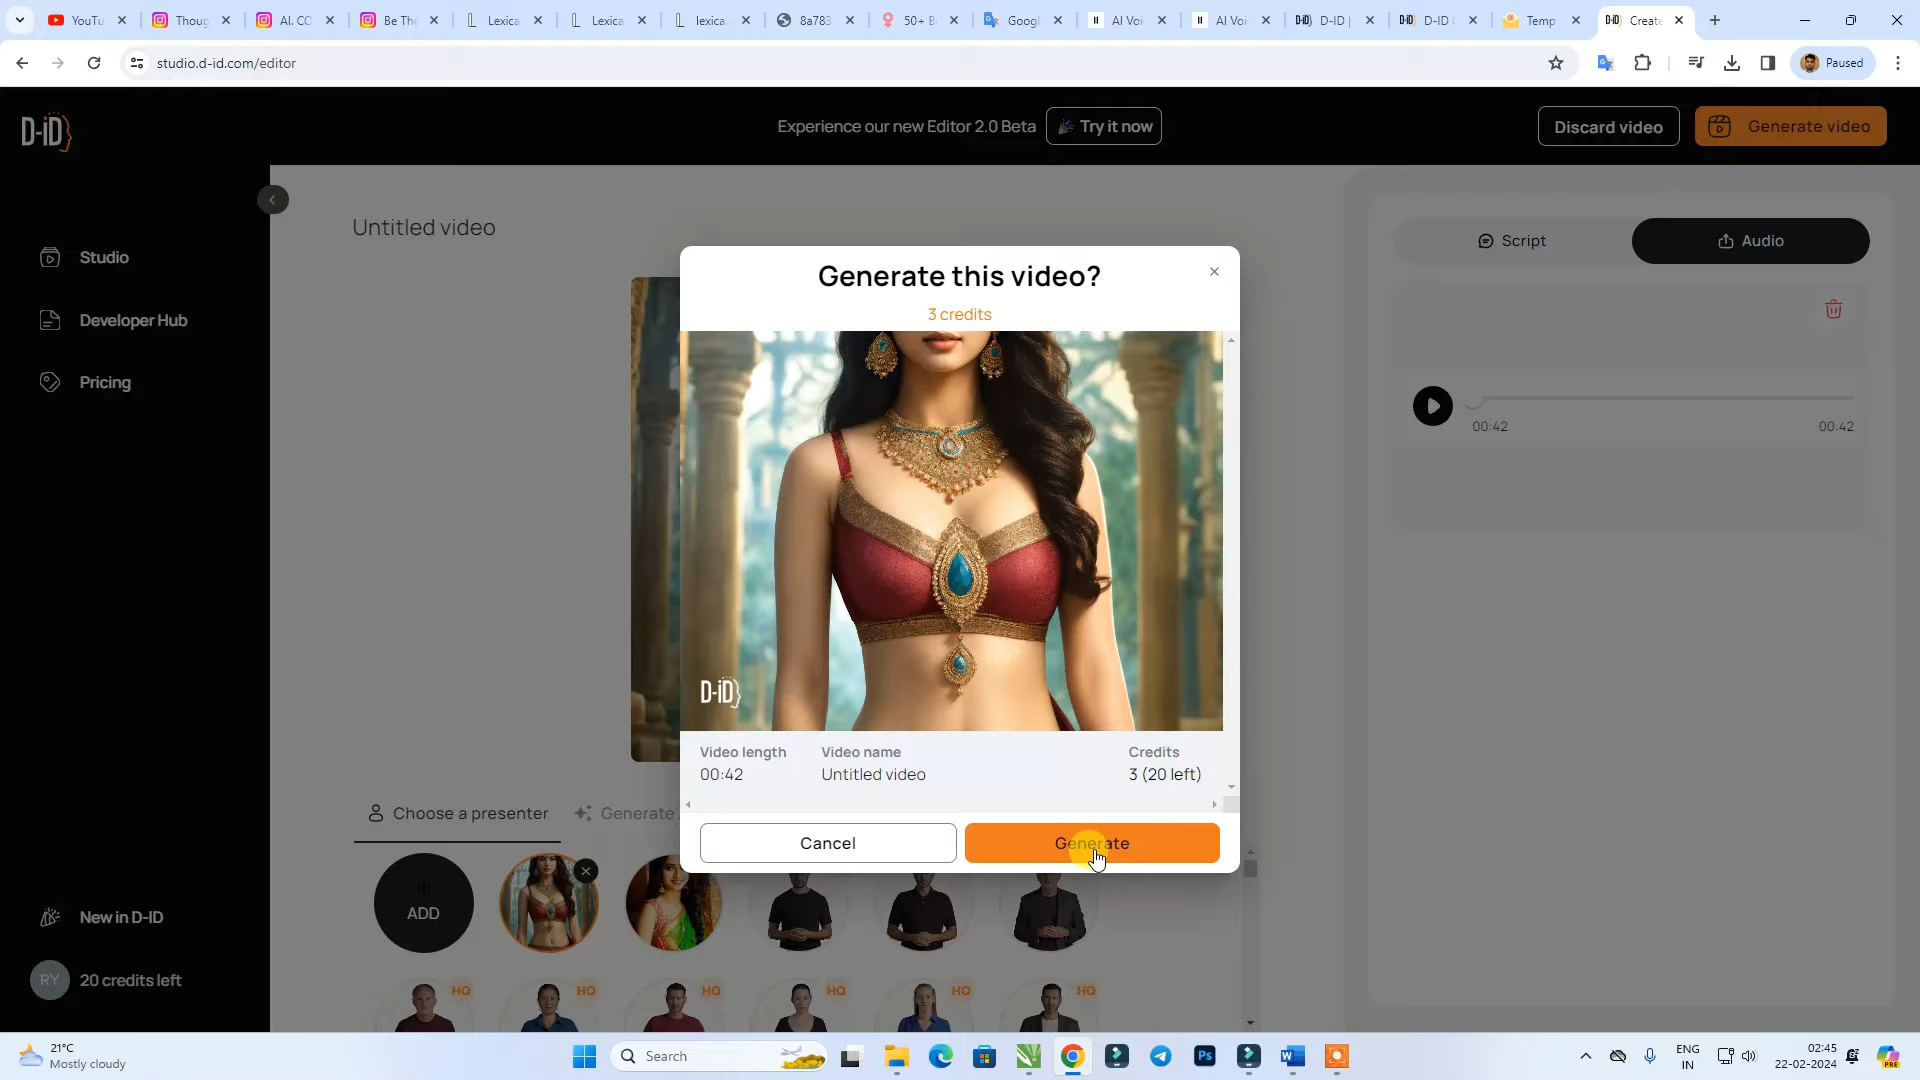 YouTu
Thoug
AI. CO
Be The
Lexica
Lexica
lexica.
8a783
50+ B
Googl
AI Voi
AI Voi
D-ID |
D-ID
Temp
Create
studio.d-id.com/editor
Paused
D-iD
Experience our new Editor 2.0 Beta
Try it now
Discard video
Generate video
Studio
Developer Hub
Pricing
Untitled video
Script
Audio
00:42
00:42
Generate this video?
3 credits
D-iD
Video length
Video name
Credits
00:42
Untitled video
3 (20 left)
Cancel
Generate
Choose a presenter
Generate
ADD
HQ
HQ
HQ
HQ
HQ
HQ
New in D-ID
RY
20 credits left
21°C
Mostly cloudy
Search
ENG
IN
02:45
22-02-2024